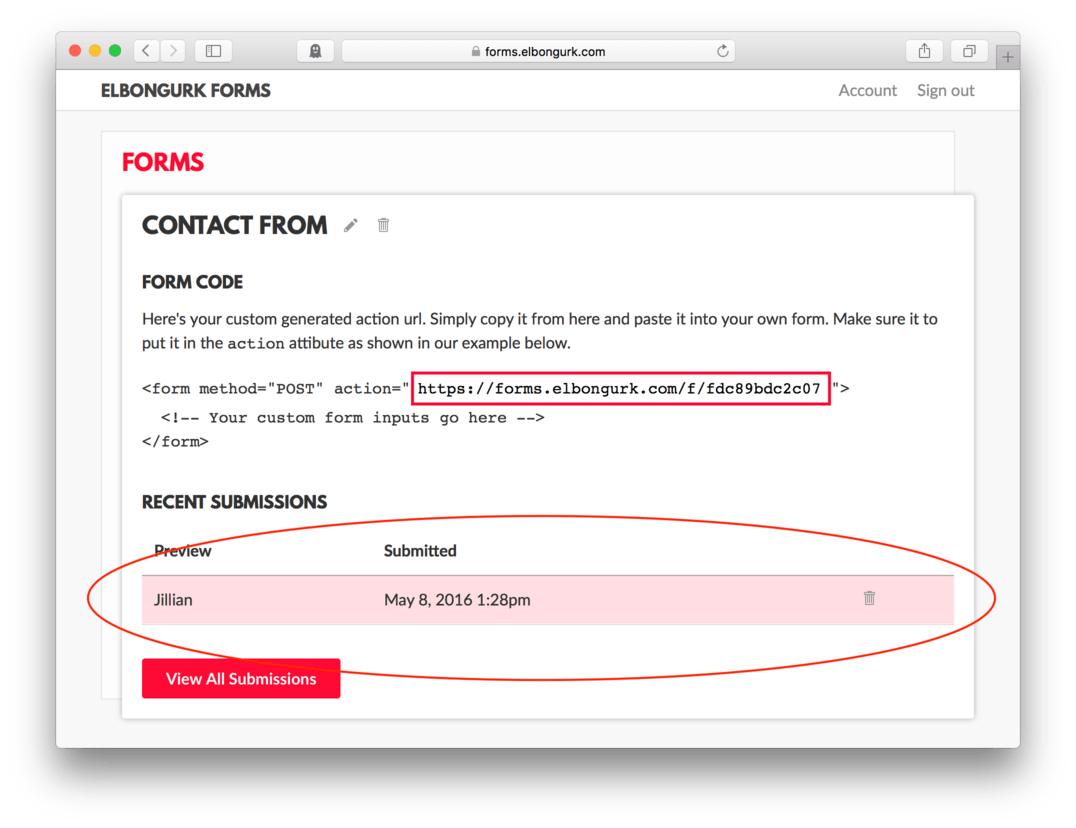 forms.elbongurk.com
ELBONGURK FORMS
Account Sign out
FORMS
CONTACT FROM
FORM CODE
Here's your custom generated action url. Simply copy it from here and paste it into your own form. Make sure it to
put it in the action attibute as shown in our example below.
<form method="POST" action="https://forms.elbongurk.com/f/fdc89bdc2c07">
<!-- Your custom form inputs go here -->
</form>
RECENT SUBMISSIONS
Preview Submitted
Jillian May 8, 2016 1:28pm
View All Submissions